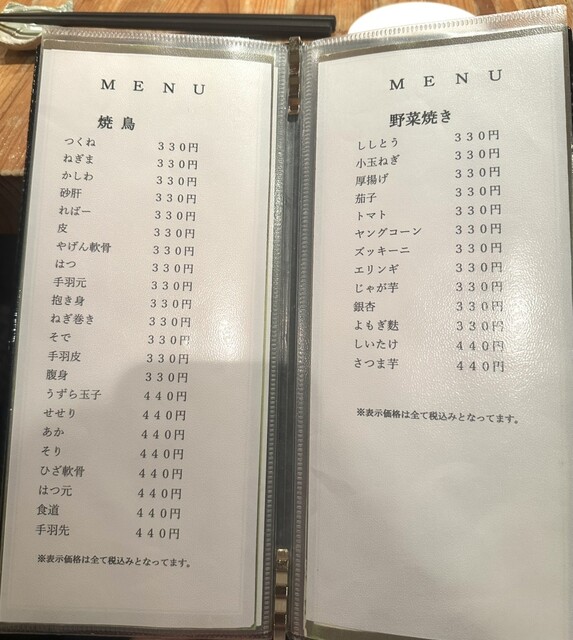 MENU
焼鳥
つくね 330円
ねぎま 330円
かしわ 330円
砂肝 330円
ればー 330円
皮 330円
やげん軟骨 330円
はつ 330円
手羽元 330円
抱き身 330円
ねぎ巻き 330円
そで 330円
手羽皮 330円
腹身 330円
うずら玉子 440円
せせり 440円
あか 440円
そり 440円
ひざ軟骨 440円
はつ元 440円
食道 440円
手羽先 440円
※表示価格は全て税込みとなってます。
MENU
野菜焼き
ししとう 330円
小玉ねぎ 330円
厚揚げ 330円
茄子 330円
トマト 330円
ヤングコーン 330円
ズッキーニ 330円
エリンギ 330円
じゃが芋 330円
銀杏 330円
よもぎ麩 330円
しいたけ 440円
さつま芋 440円
※表示価格は全て税込みとなってます。